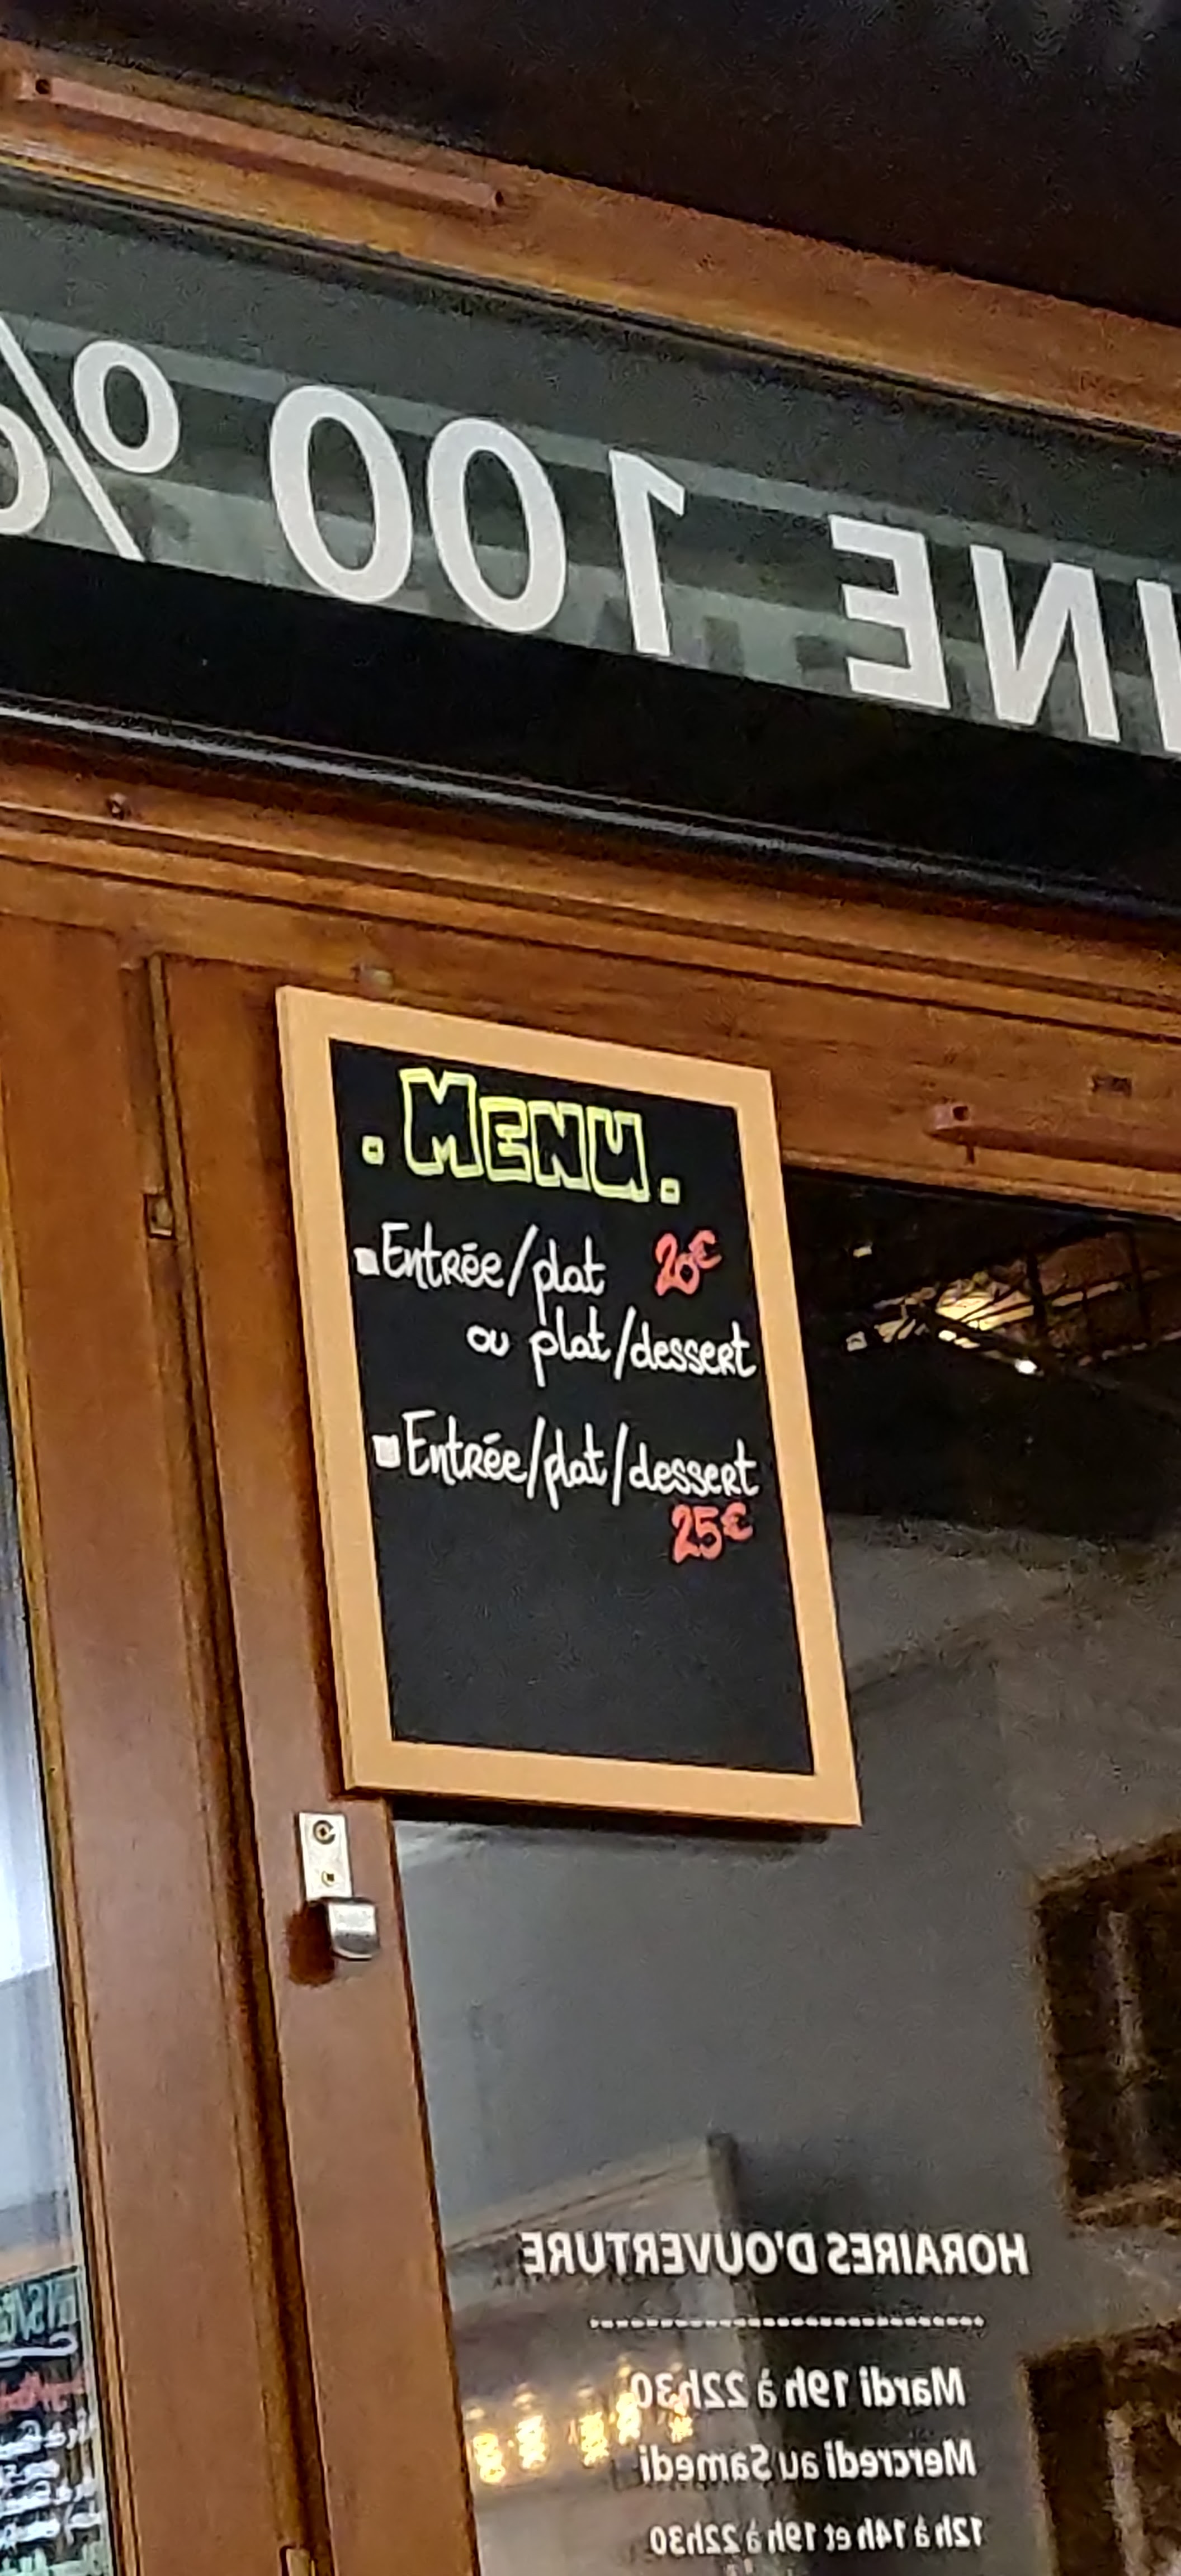 INE 100 %
. MENU .
Entrée/plat 20€
ou plat/dessert
Entrée/plat/dessert
25€
HORAIRES D'OUVERTURE
Mardi 19h à 22h30
Mercredi au Samedi
12h à 14h et 19h à 22h30